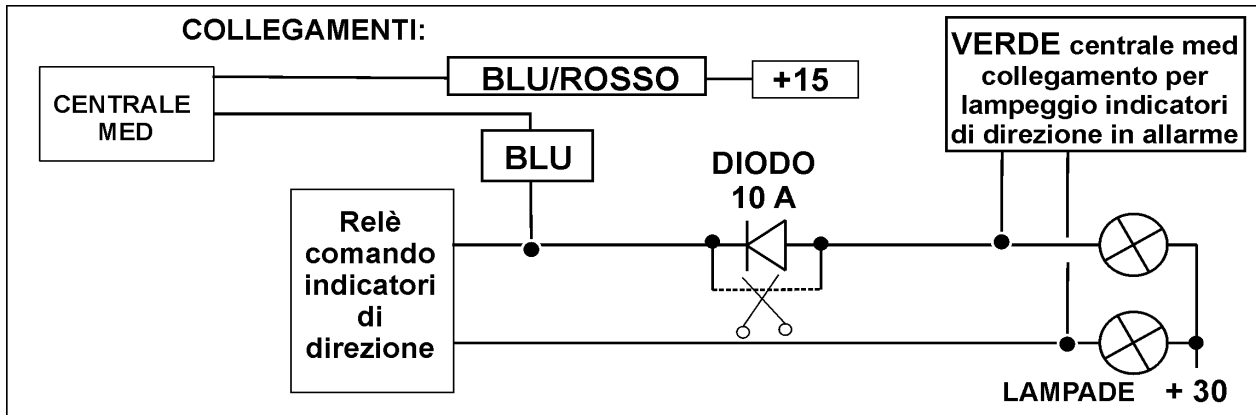 COLLEGAMENTI:
CENTRALE
MED
BLU/ROSSO
+15
BLU
VERDE centrale med
collegamento per
lampeggio indicatori
di direzione in allarme
DIODO
10 A
Relè
comando
indicatori
di
direzione
LAMPADE + 30